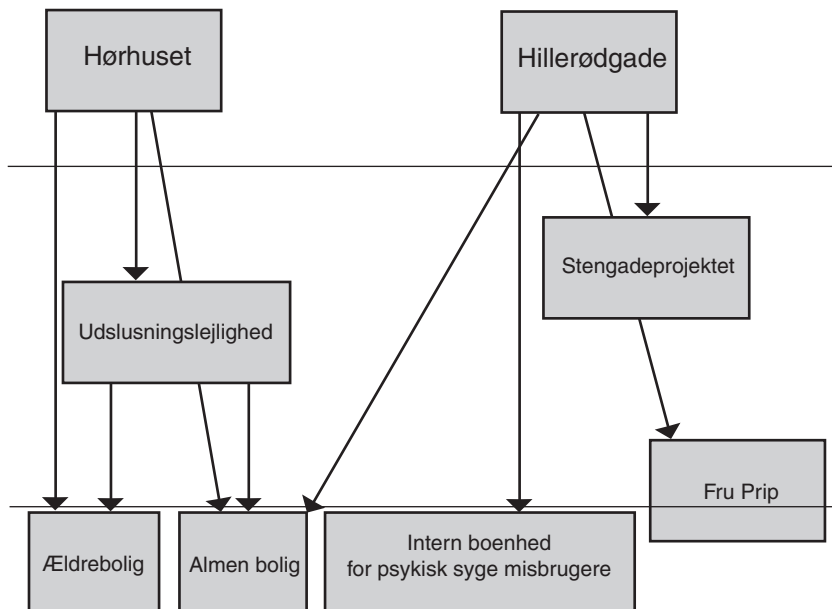 Hørhuset
Hillerødgade
Stengadeprojektet
Udslusningslejlighed
Fru Prip
Ældrebolig
Almen bolig
Intern boenhed
for psykisk syge misbrugere